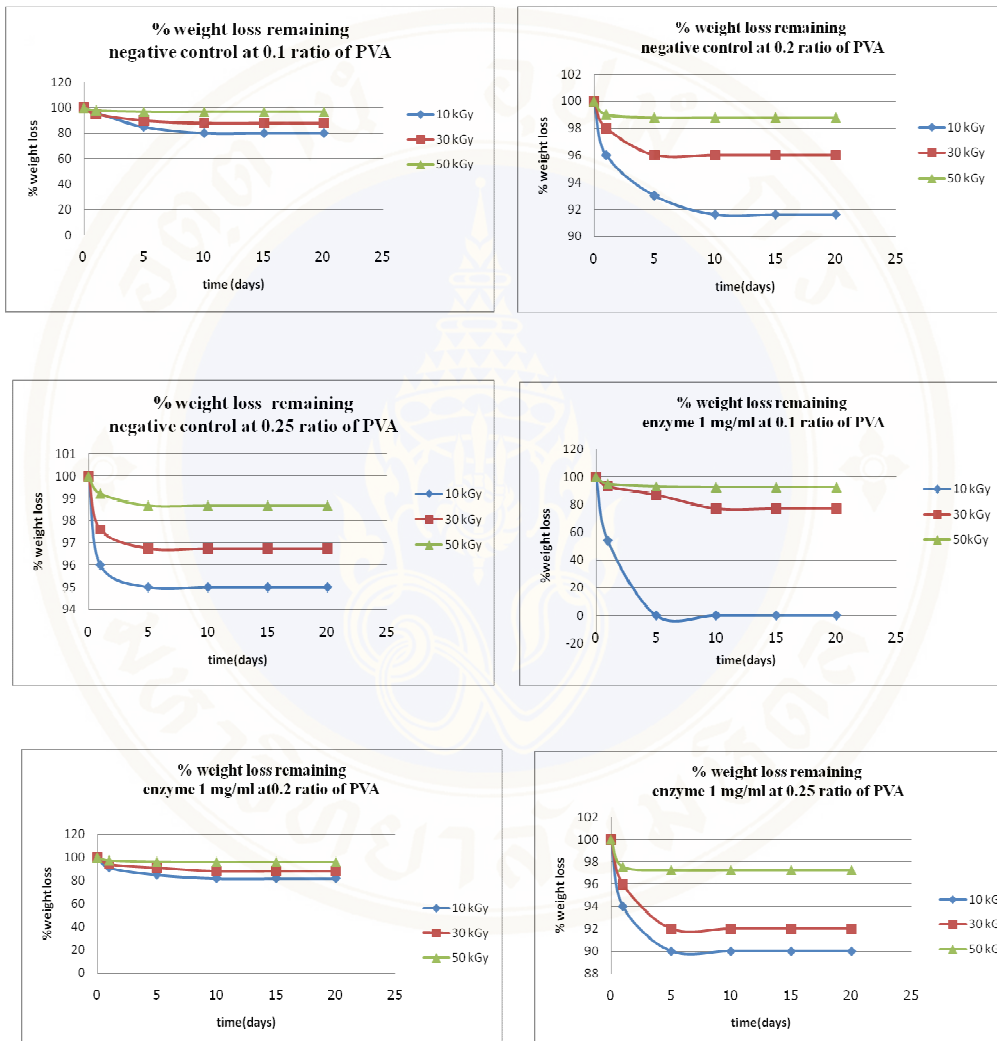 % weight loss remaining
negative control at 0.1 ratio of PVA
120
100
80
60
40
20
0
% weight loss
0 5 10 15 20 25
time(days)
10 kGy
30 kGy
50 kGy
% weight loss remaining
negative control at 0.2 ratio of PVA
102
100
98
96
94
92
90
% weight loss
0 5 10 15 20 25
time(days)
10 kGy
30 kGy
50 kGy
% weight loss remaining
negative control at 0.25 ratio of PVA
101
100
99
98
97
96
95
94
% weight loss
0 5 10 15 20 25
time(days)
10 kGy
30 kGy
50 kGy
% weight loss remaining
enzyme 1 mg/ml at 0.1 ratio of PVA
120
100
80
60
40
20
0
-20
%weight loss
0 5 10 15 20 25
time(days)
10 kGy
30 kGy
50kGy
% weight loss remaining
enzyme 1 mg/ml at0.2 ratio of PVA
120
100
80
60
40
20
0
%weight loss
0 5 10 15 20 25
time(days)
10 kGy
30 kGy
50 kGy
% weight loss remaining
enzyme 1 mg/ml at 0.25 ratio of PVA
102
100
98
96
94
92
90
88
% weight loss
0 5 10 15 20 25
time(days)
10 kG
30 kG
50 kG